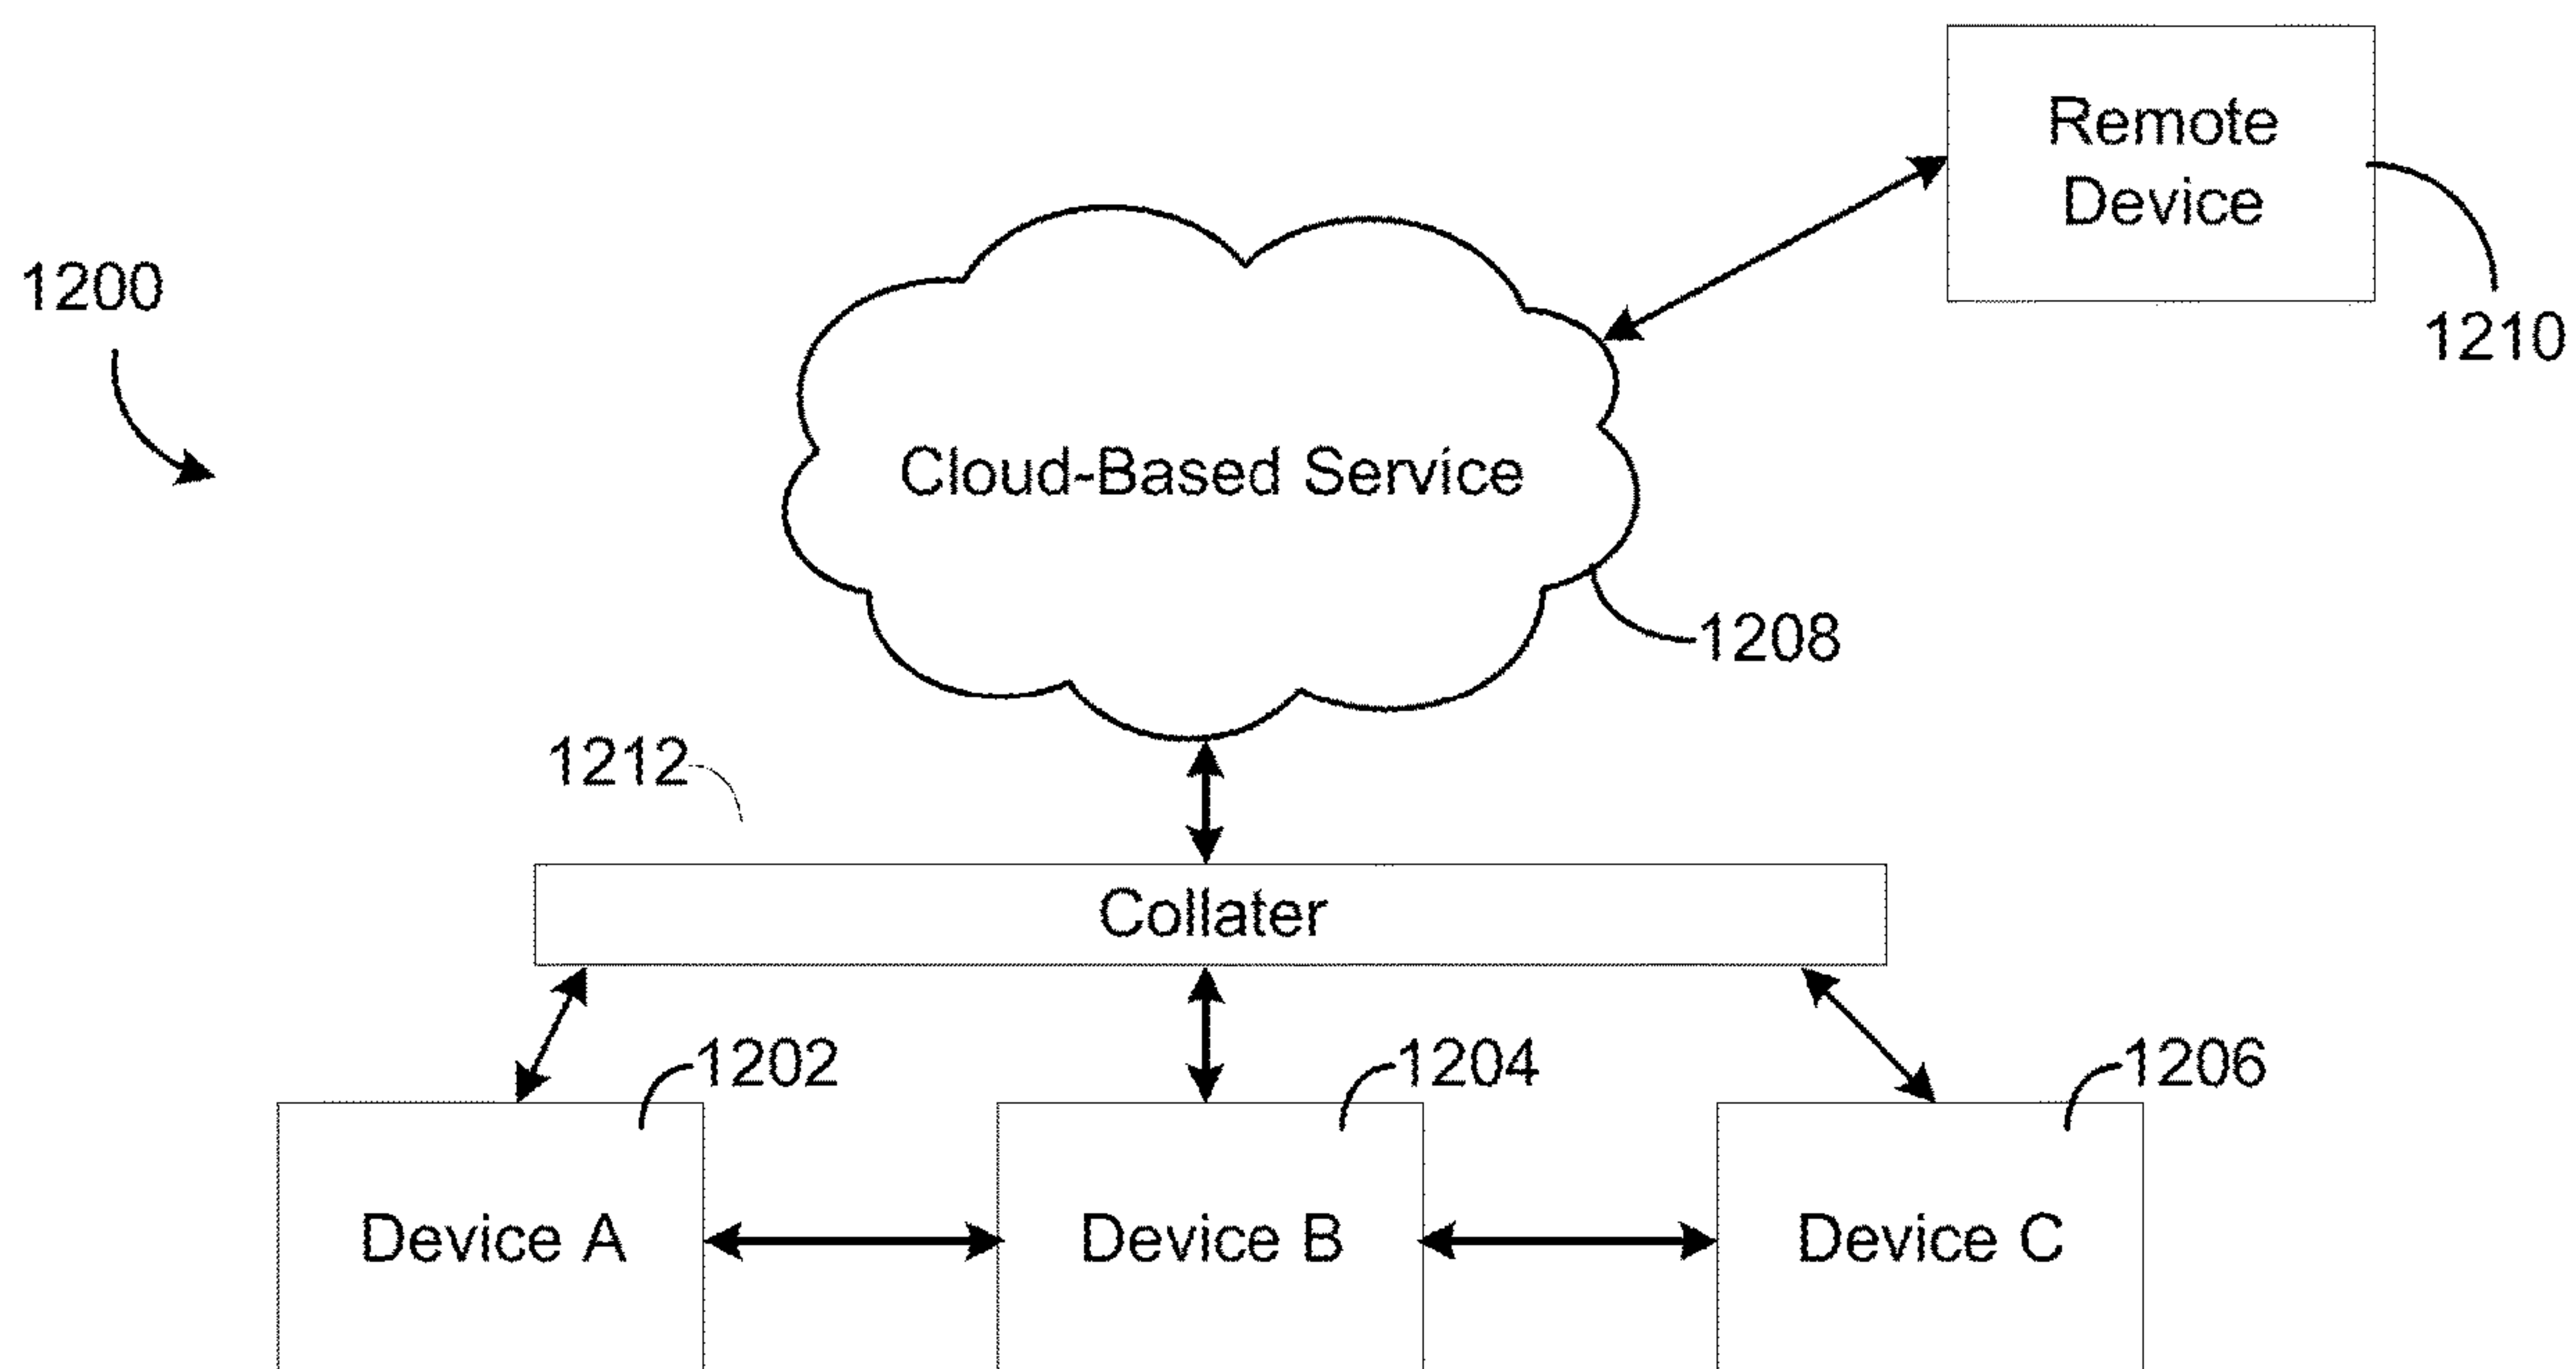 Remote
Device
1200
1210
Cloud-Based Service
1208
1212
Collater
1202
1204
1206
Device A
Device B
Device C